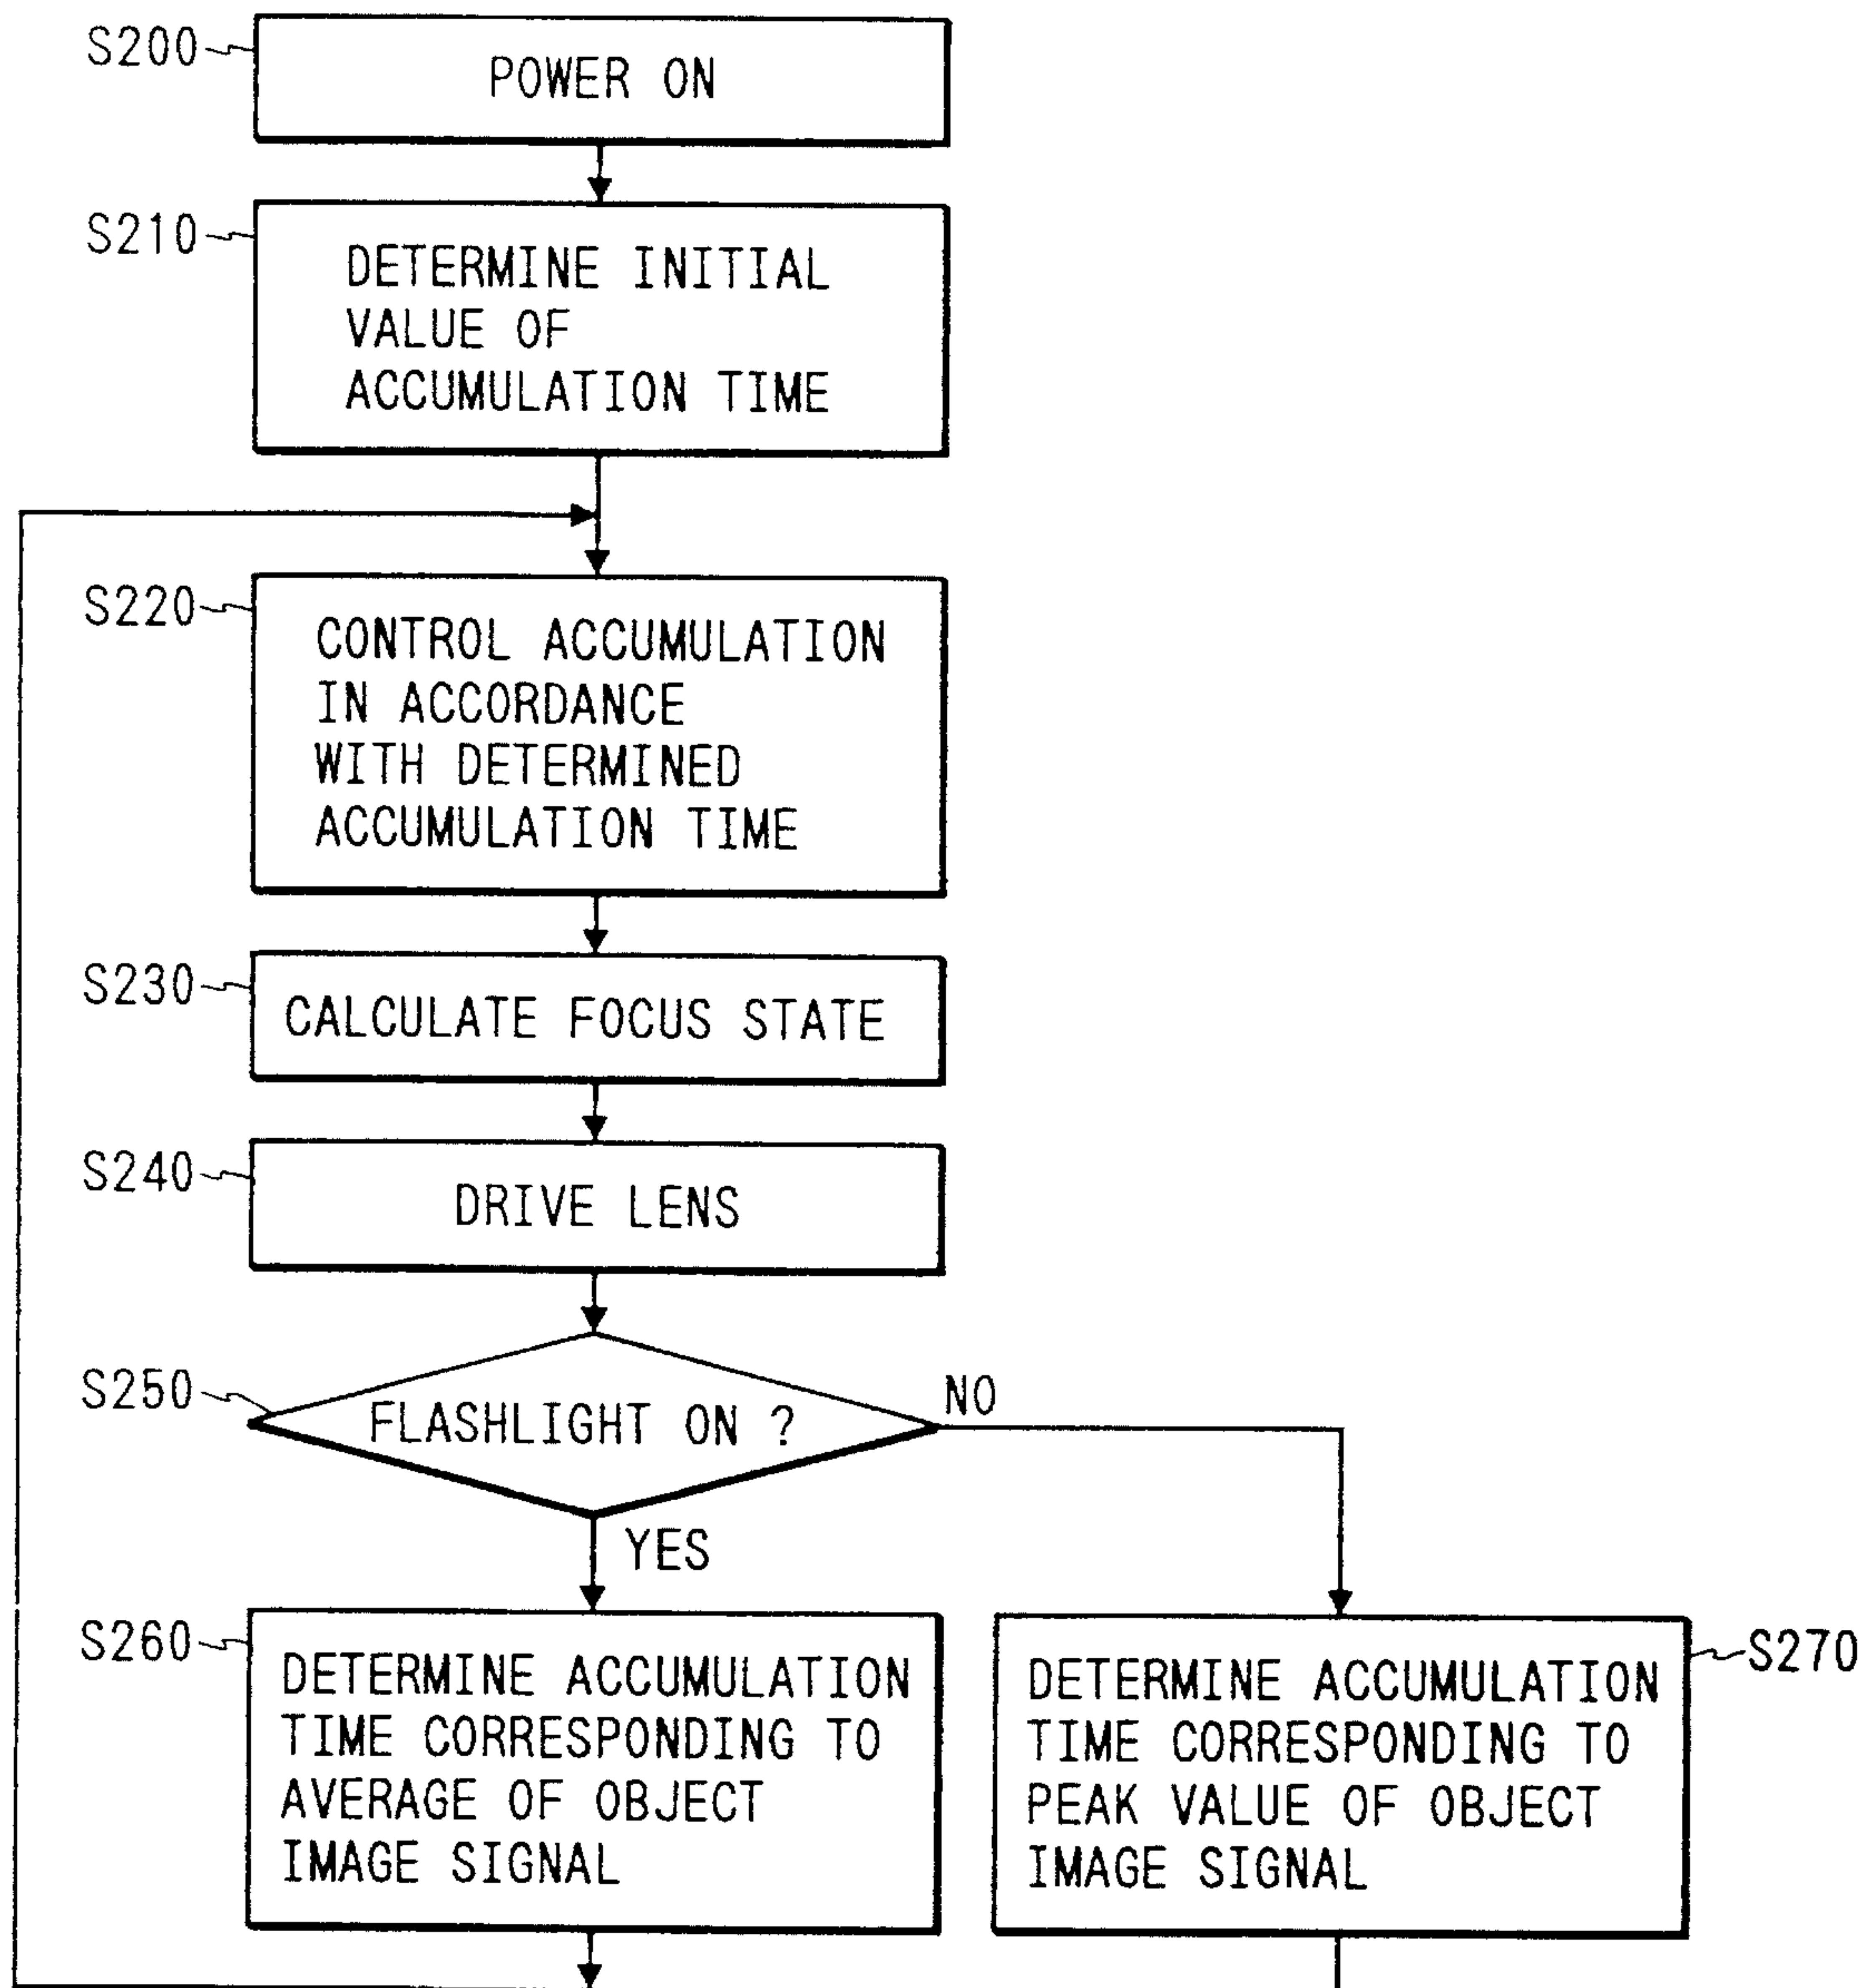 S200
POWER ON
S210
DETERMINE INITIAL
VALUE OF
ACCUMULATION TIME
S220
CONTROL ACCUMULATION
IN ACCORDANCE
WITH DETERMINED
ACCUMULATION TIME
S230
CALCULATE FOCUS STATE
S240
DRIVE LENS
S250
FLASHLIGHT ON ?
NO
YES
S260
DETERMINE ACCUMULATION
TIME CORRESPONDING TO
AVERAGE OF OBJECT
IMAGE SIGNAL
S270
DETERMINE ACCUMULATION
TIME CORRESPONDING TO
PEAK VALUE OF OBJECT
IMAGE SIGNAL